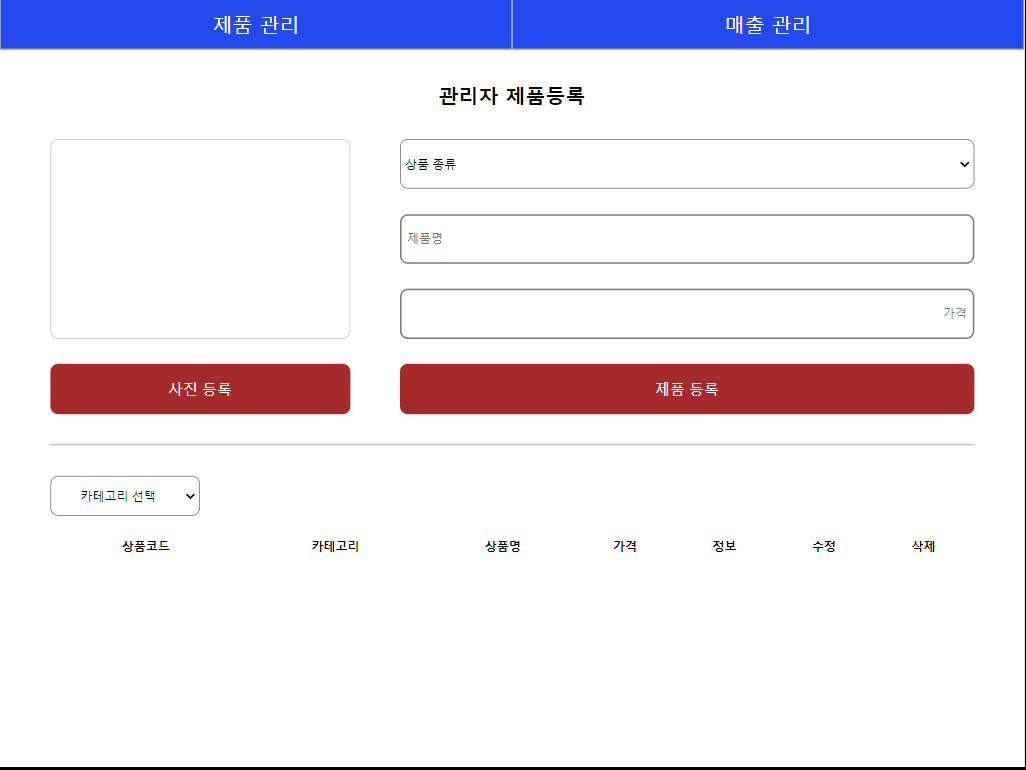 제품 관리 매출 관리
관리자 제품등록
상품 종류
제품명
가격
사진 등록 제품 등록
카테고리 선택
상품코드 카테고리 상품명 가격 정보 수정 삭제